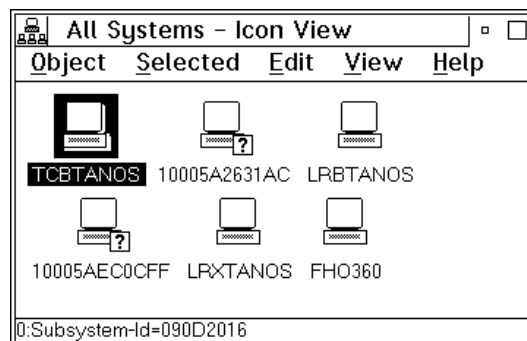 All Systems - Icon View
Object Selected Edit View Help
TCBTANOS 10005A2631AC LRBTANOS
10005AEC0CFF LRXTANOS FHO360
0:Subsystem-Id=090D2016